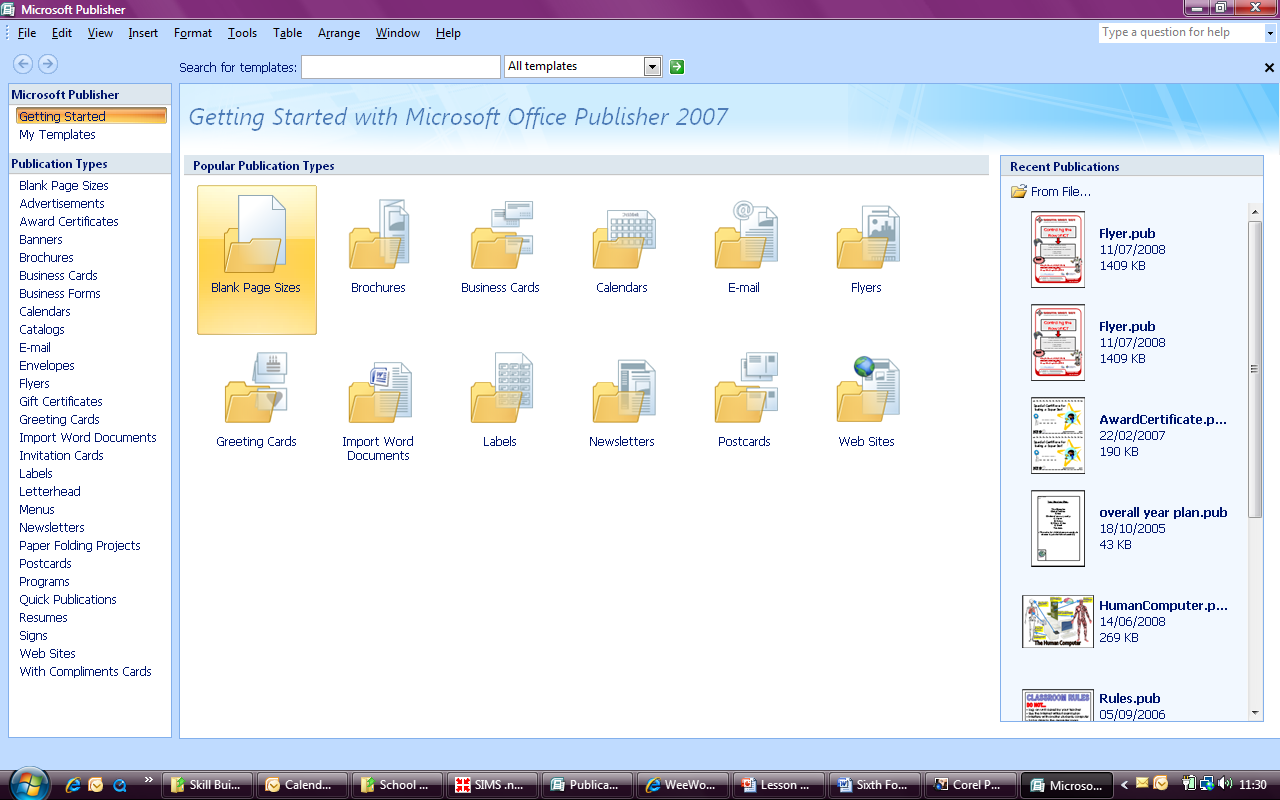 Microsoft Publisher
File Edit View Insert Format Tools Table Arrange Window Help
Type a question for help
Search for templates: All templates
Microsoft Publisher
Getting Started
My Templates
Publication Types
Blank Page Sizes
Advertisements
Award Certificates
Banners
Brochures
Business Cards
Business Forms
Calendars
Catalogs
E-mail
Envelopes
Flyers
Gift Certificates
Greeting Cards
Import Word Documents
Invitation Cards
Labels
Letterhead
Menus
Newsletters
Paper Folding Projects
Postcards
Programs
Quick Publications
Resumes
Signs
Web Sites
With Compliments Cards
Getting Started with Microsoft Office Publisher 2007
Popular Publication Types
Blank Page Sizes Brochures Business Cards Calendars E-mail Flyers
Greeting Cards Import Word Documents Labels Newsletters Postcards Web Sites
Recent Publications
From File...
Flyer.pub
11/07/2008
1409 KB
Flyer.pub
11/07/2008
1409 KB
AwardCertificate.p...
22/02/2007
190 KB
overall year plan.pub
18/10/2005
43 KB
The Human Computer
HumanComputer.p...
14/06/2008
269 KB
CLASSROOM RULES
DO NOT...
Rules.pub
05/09/2006
Skill Bui... Calend... School ... SIMS .n... Publica... WeeWo... Lesson ... Sixth Fo... Corel P... Microso... 11:30